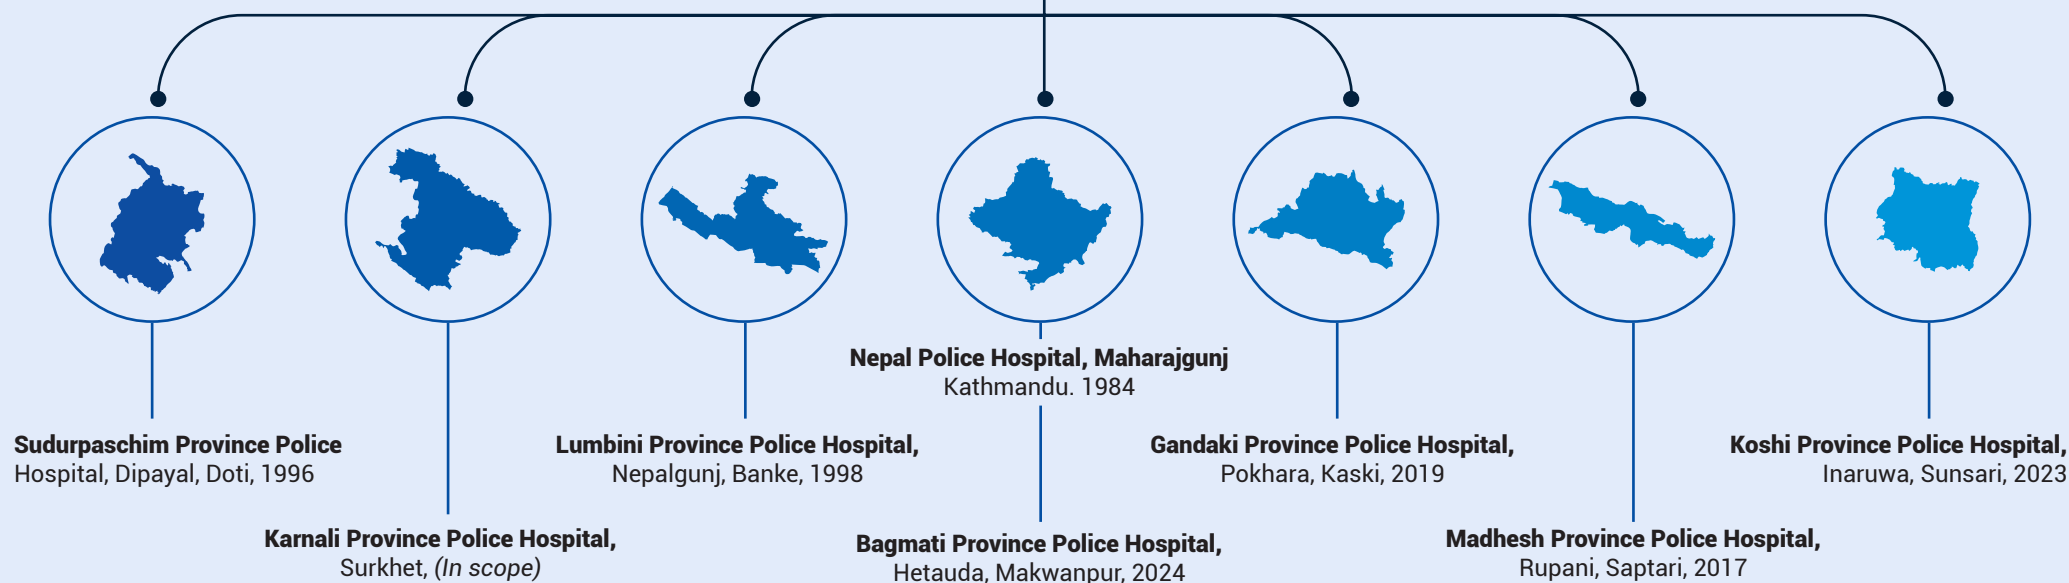 Nepal Police Hospital, Maharajgunj
Kathmandu. 1984
Sudurpaschim Province Police
Hospital, Dipayal, Doti, 1996
Lumbini Province Police Hospital,
Nepalgunj, Banke, 1998
Gandaki Province Police Hospital,
Pokhara, Kaski, 2019
Koshi Province Police Hospital,
Inaruwa, Sunsari, 2023
Karnali Province Police Hospital,
Surkhet, (In scope)
Bagmati Province Police Hospital,
Hetauda, Makwanpur, 2024
Madhesh Province Police Hospital,
Rupani, Saptari, 2017